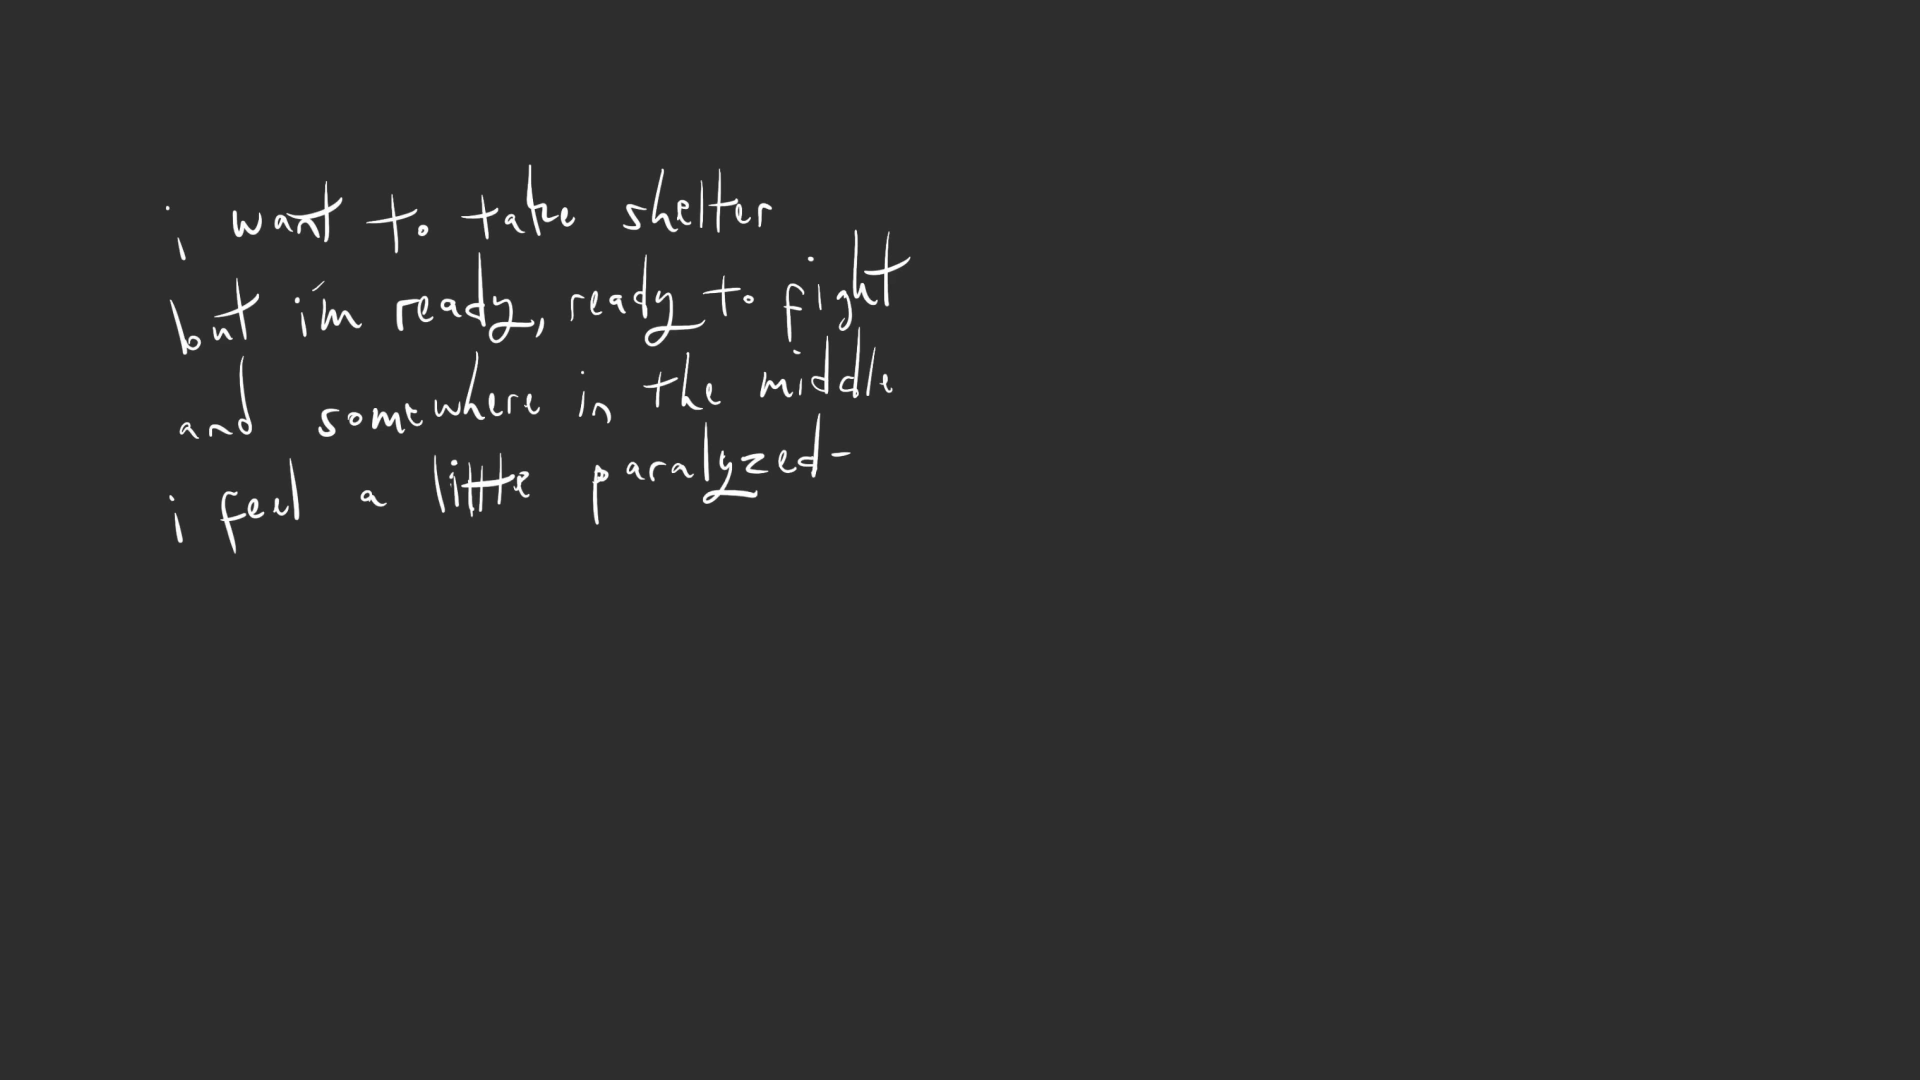 i want to take shelter
but i'm ready, ready to fight
and somewhere in the middle
i feel a little paralyzed-